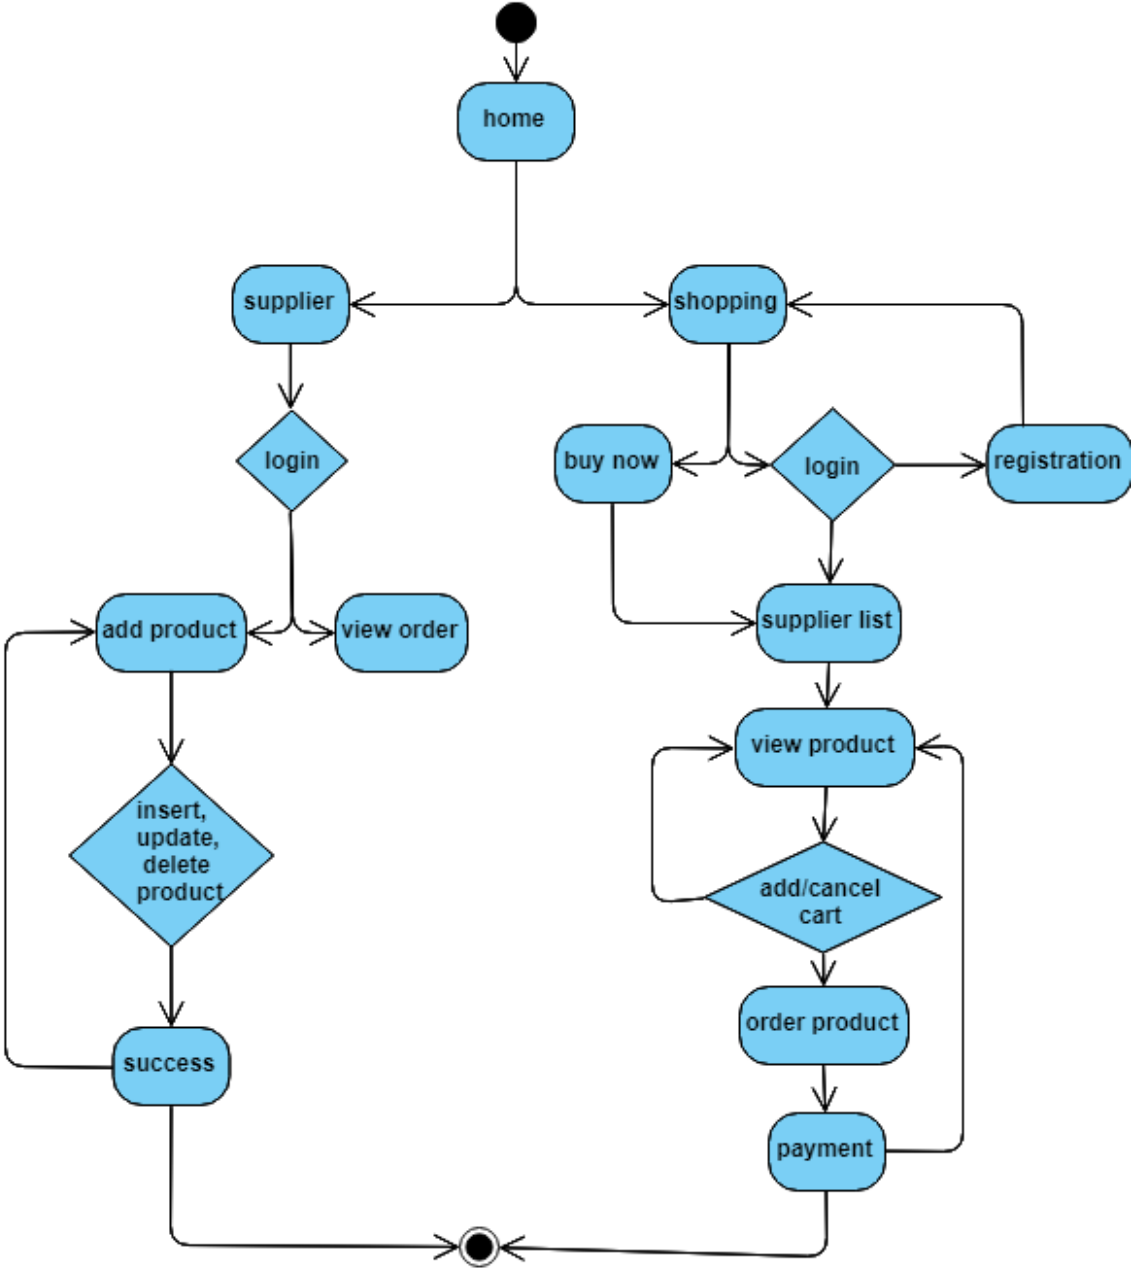 home
supplier
shopping
login
buy now
login
registration
add product
view order
supplier list
view product
insert,
update,
delete
product
add/cancel
cart
order product
success
payment